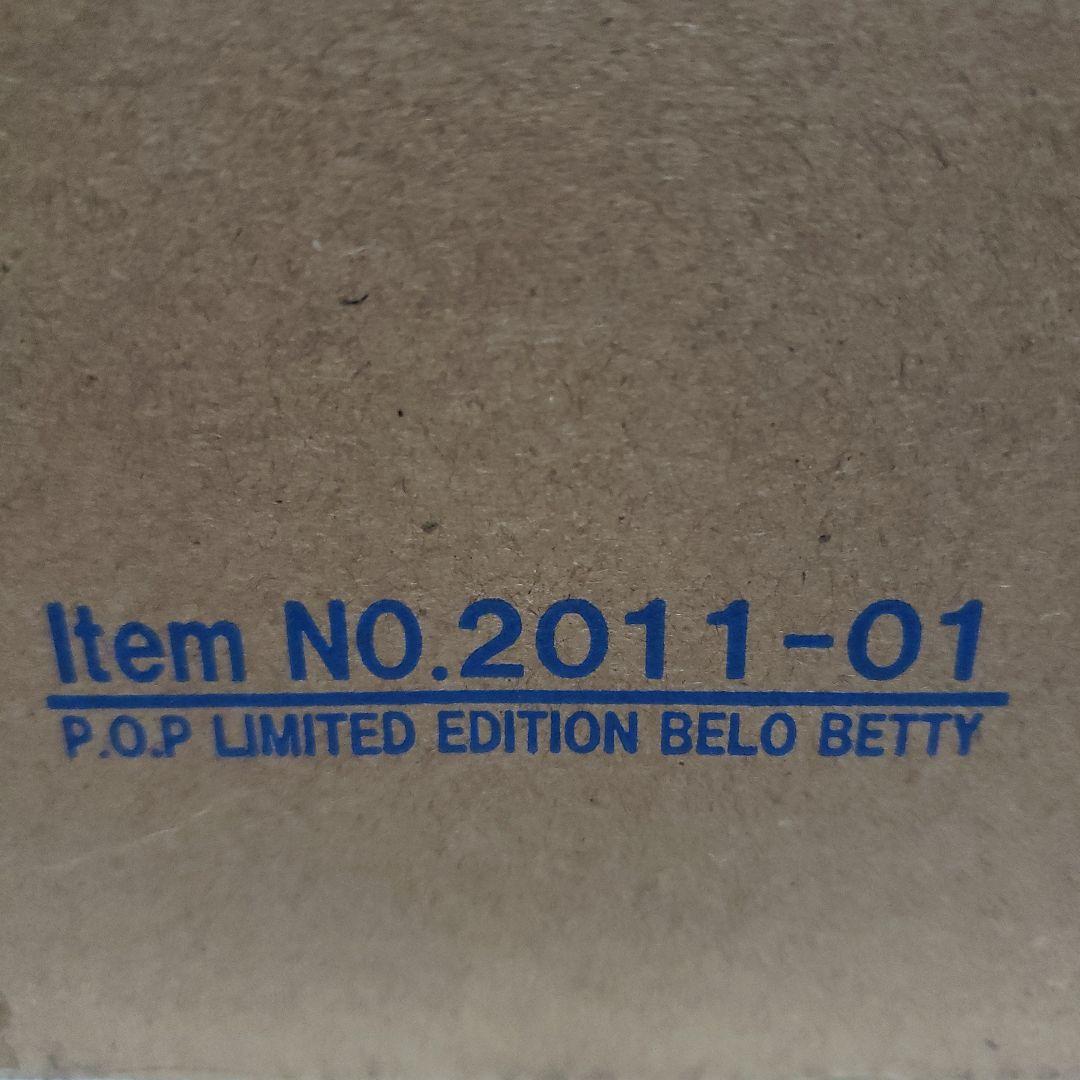 Item NO.2011-01
P.O.P LIMITED EDITION BELO BETTY